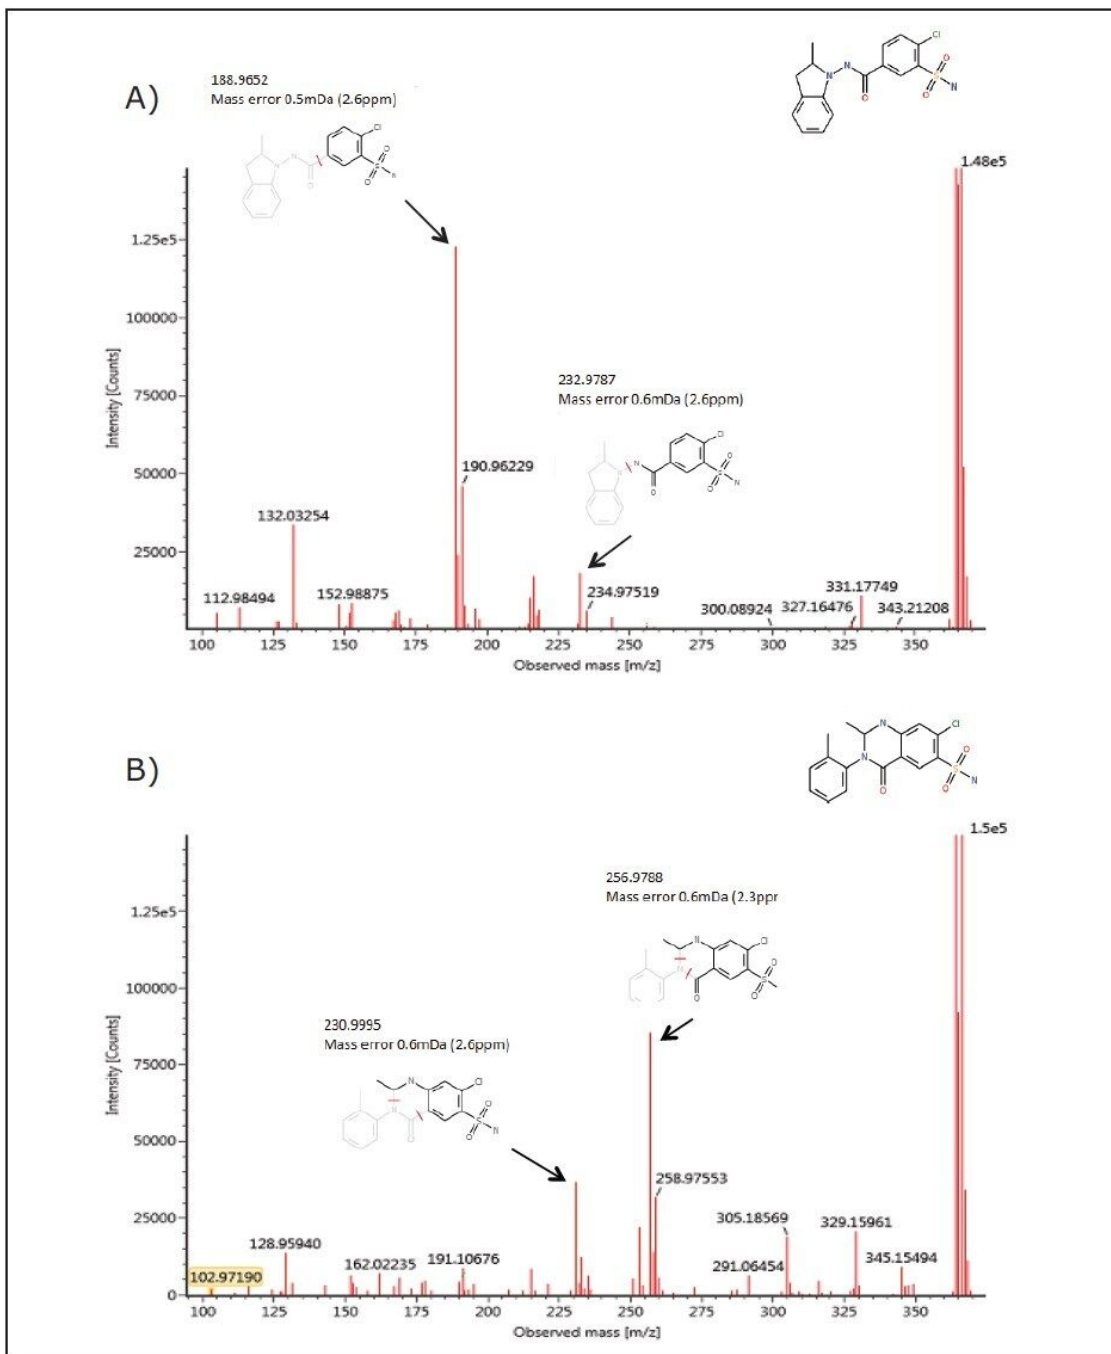 A)
188.9652
Mass error 0.5mDa (2.6ppm)
Cl
N
N
O
O
S
O
N
1.48e5
1.25e5
100000
75000
50000
25000
Intensity [Counts]
232.9787
Mass error 0.6mDa (2.6ppm)
190.96229
132.03254
112.98494
152.98875
234.97519
300.08924
327.16476
331.17749
343.21208
100 125 150 175 200 225 250 275 300 325 350
Observed mass [m/z]
B)
N
Cl
N
O
O
S
O
N
1.5e5
1.25e5
100000
75000
50000
25000
0
Intensity [Counts]
256.9788
Mass error 0.6mDa (2.3ppr
230.9995
Mass error 0.6mDa (2.6ppm)
258.97553
305.18569
329.15961
128.95940
162.02235
191.10676
291.06454
345.15494
102.97190
100 125 150 175 200 225 250 275 300 325 350
Observed mass [m/z]